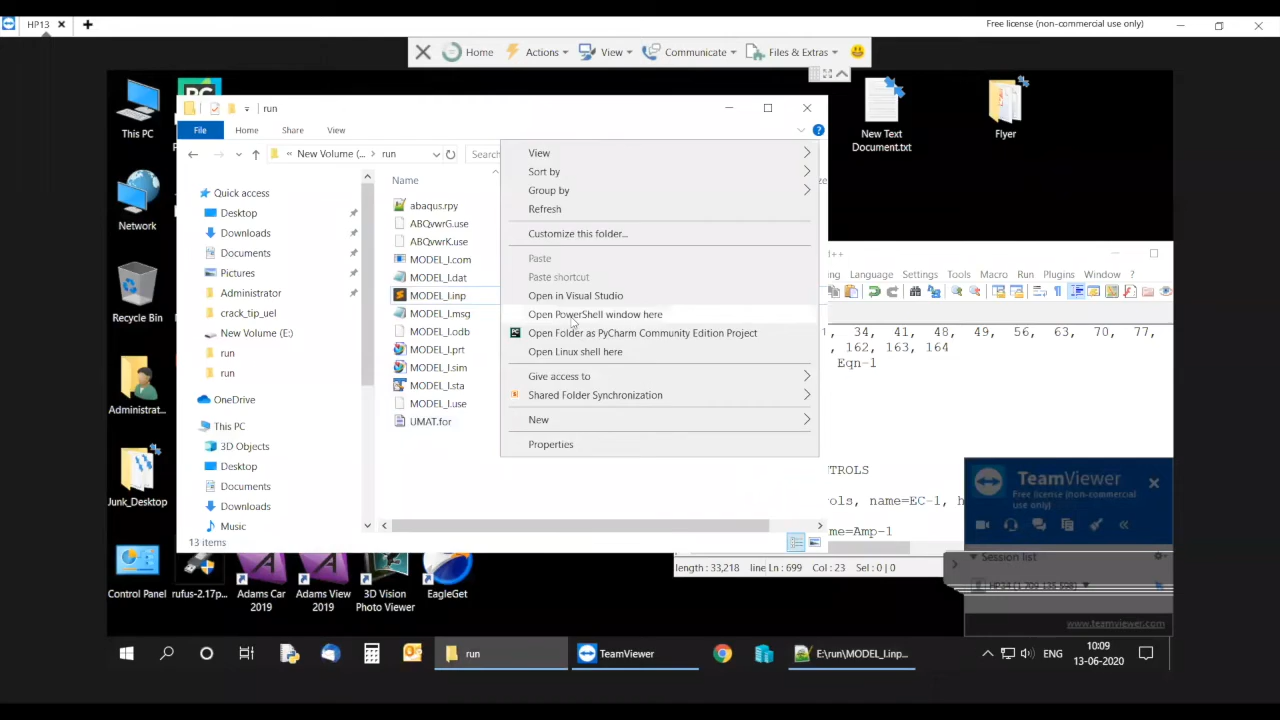 HP13
Free license (non-commercial use only)
Home
Actions
View
Communicate
Files & Extras
This PC
Network
Recycle Bin
Administrat...
Junk_Desktop
Control Panel
rufus-2.17p...
Adams Car
2019
Adams View
2019
3D Vision
Photo Viewer
EagleGet
New Text
Document.txt
Flyer
run
File
Home
Share
View
« New Volume (... > run
Search
Quick access
Desktop
Downloads
Documents
Pictures
Administrator
crack_tip_uel
New Volume (E:)
run
run
OneDrive
This PC
3D Objects
Desktop
Documents
Downloads
Music
13 items
Name
abaqus.rpy
ABQvwrG.use
ABQvwrK.use
MODEL_I.com
MODEL_I.dat
MODEL_I.inp
MODEL_I.msg
MODEL_I.odb
MODEL_I.prt
MODEL_I.sim
MODEL_I.sta
MODEL_I.use
UMAT.for
View
Sort by
Group by
Refresh
Customize this folder...
Paste
Paste shortcut
Open in Visual Studio
Open PowerShell window here
Open Folder as PyCharm Community Edition Project
Open Linux shell here
Give access to
Shared Folder Synchronization
New
Properties
ze
d++
ng Language Settings Tools Macro Run Plugins Window ?
, 34, 41, 48, 49, 56, 63, 70, 77,
, 162, 163, 164
Eqn-1
TROLS
ols, name=EC-1, h
me=Amp-1
length : 33,218 line Ln : 699 Col : 23 Sel : 0 | 0
TeamViewer
Free license (non-commercial
use only)
Session list
www.teamviewer.com
run
TeamViewer
E:\run\MODEL_I.inp...
ENG
10:09
13-06-2020